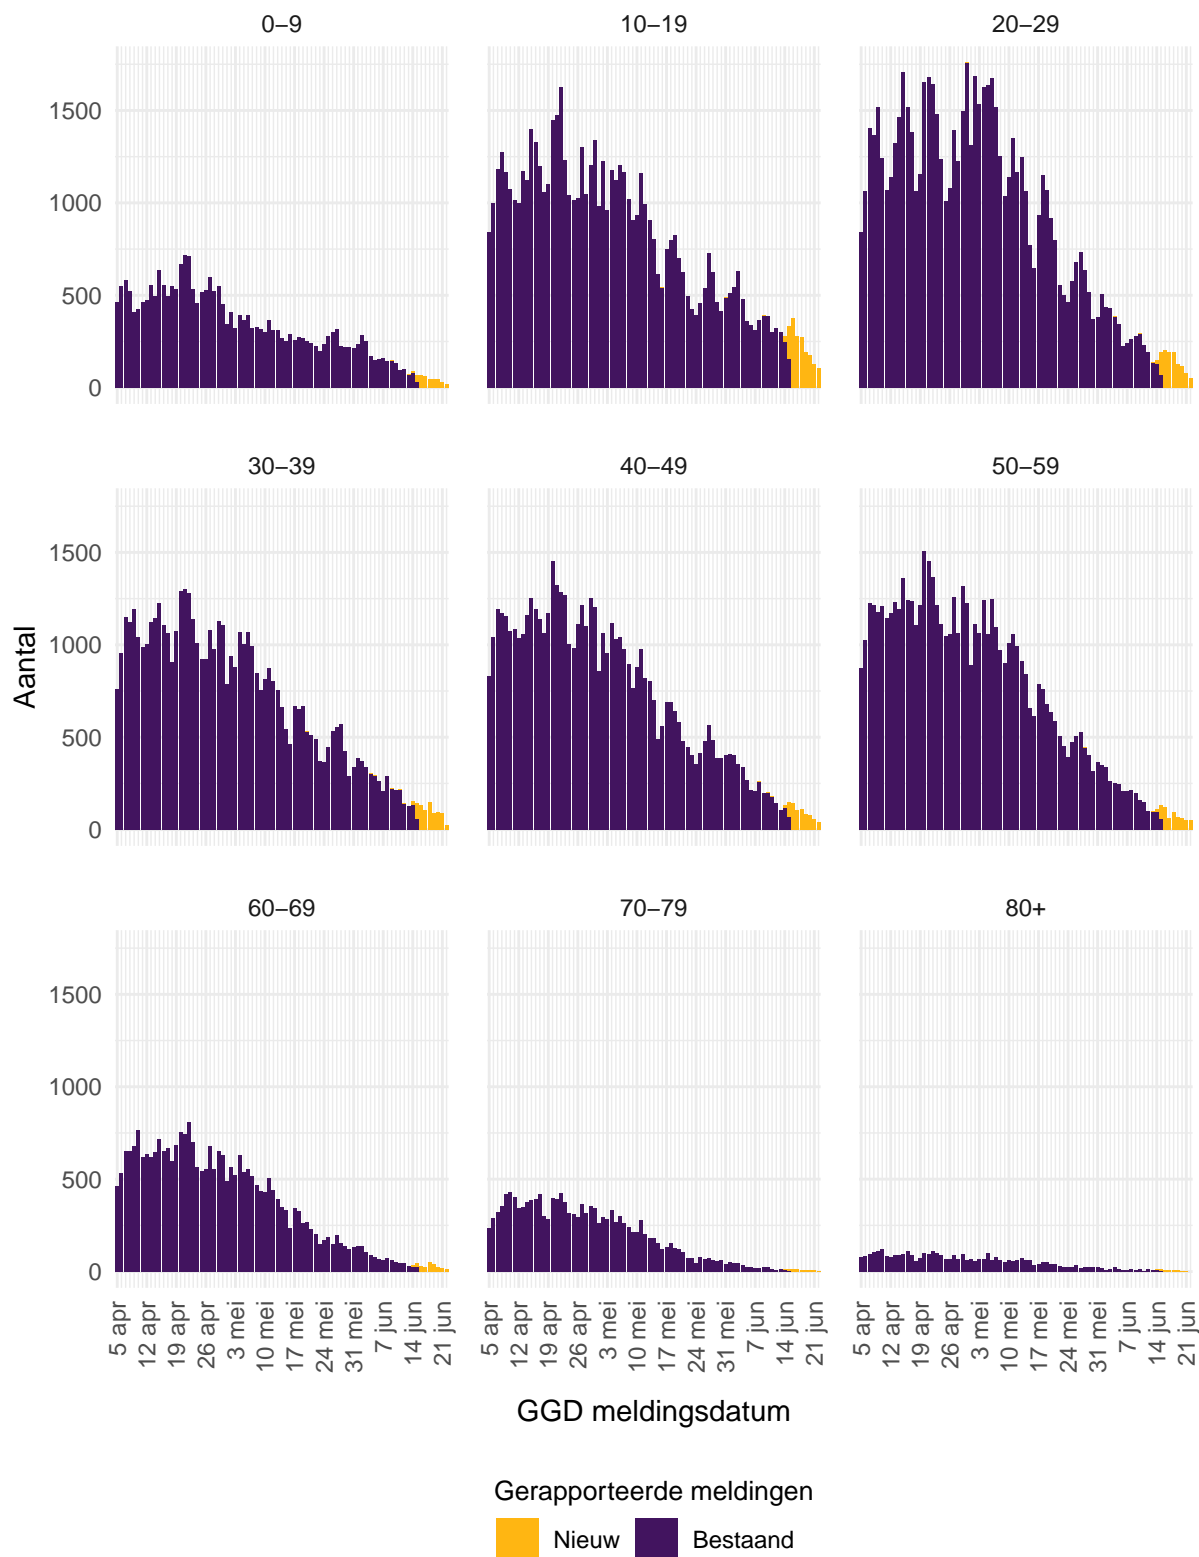 0–9 10–19 20–29
1500
1000
500
0
30–39 40–49 50–59
1500
1000
500
0
Aantal
60–69 70–79 80+
1500
1000
500
0
5 apr 12 apr 19 apr 26 apr 3 mei 10 mei 17 mei 24 mei 31 mei 7 jun 14 jun 21 jun 5 apr 12 apr 19 apr 26 apr 3 mei 10 mei 17 mei 24 mei 31 mei 7 jun 14 jun 21 jun 5 apr 12 apr 19 apr 26 apr 3 mei 10 mei 17 mei 24 mei 31 mei 7 jun 14 jun 21 jun
GGD meldingsdatum
Gerapporteerde meldingen
Nieuw Bestaand